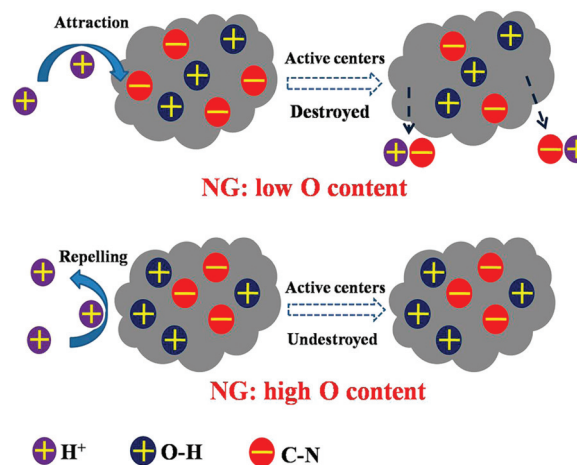 Attraction
Active centers
Destroyed
NG: low O content
Repelling
Active centers
Undestroyed
NG: high O content
H⁺ O-H C-N